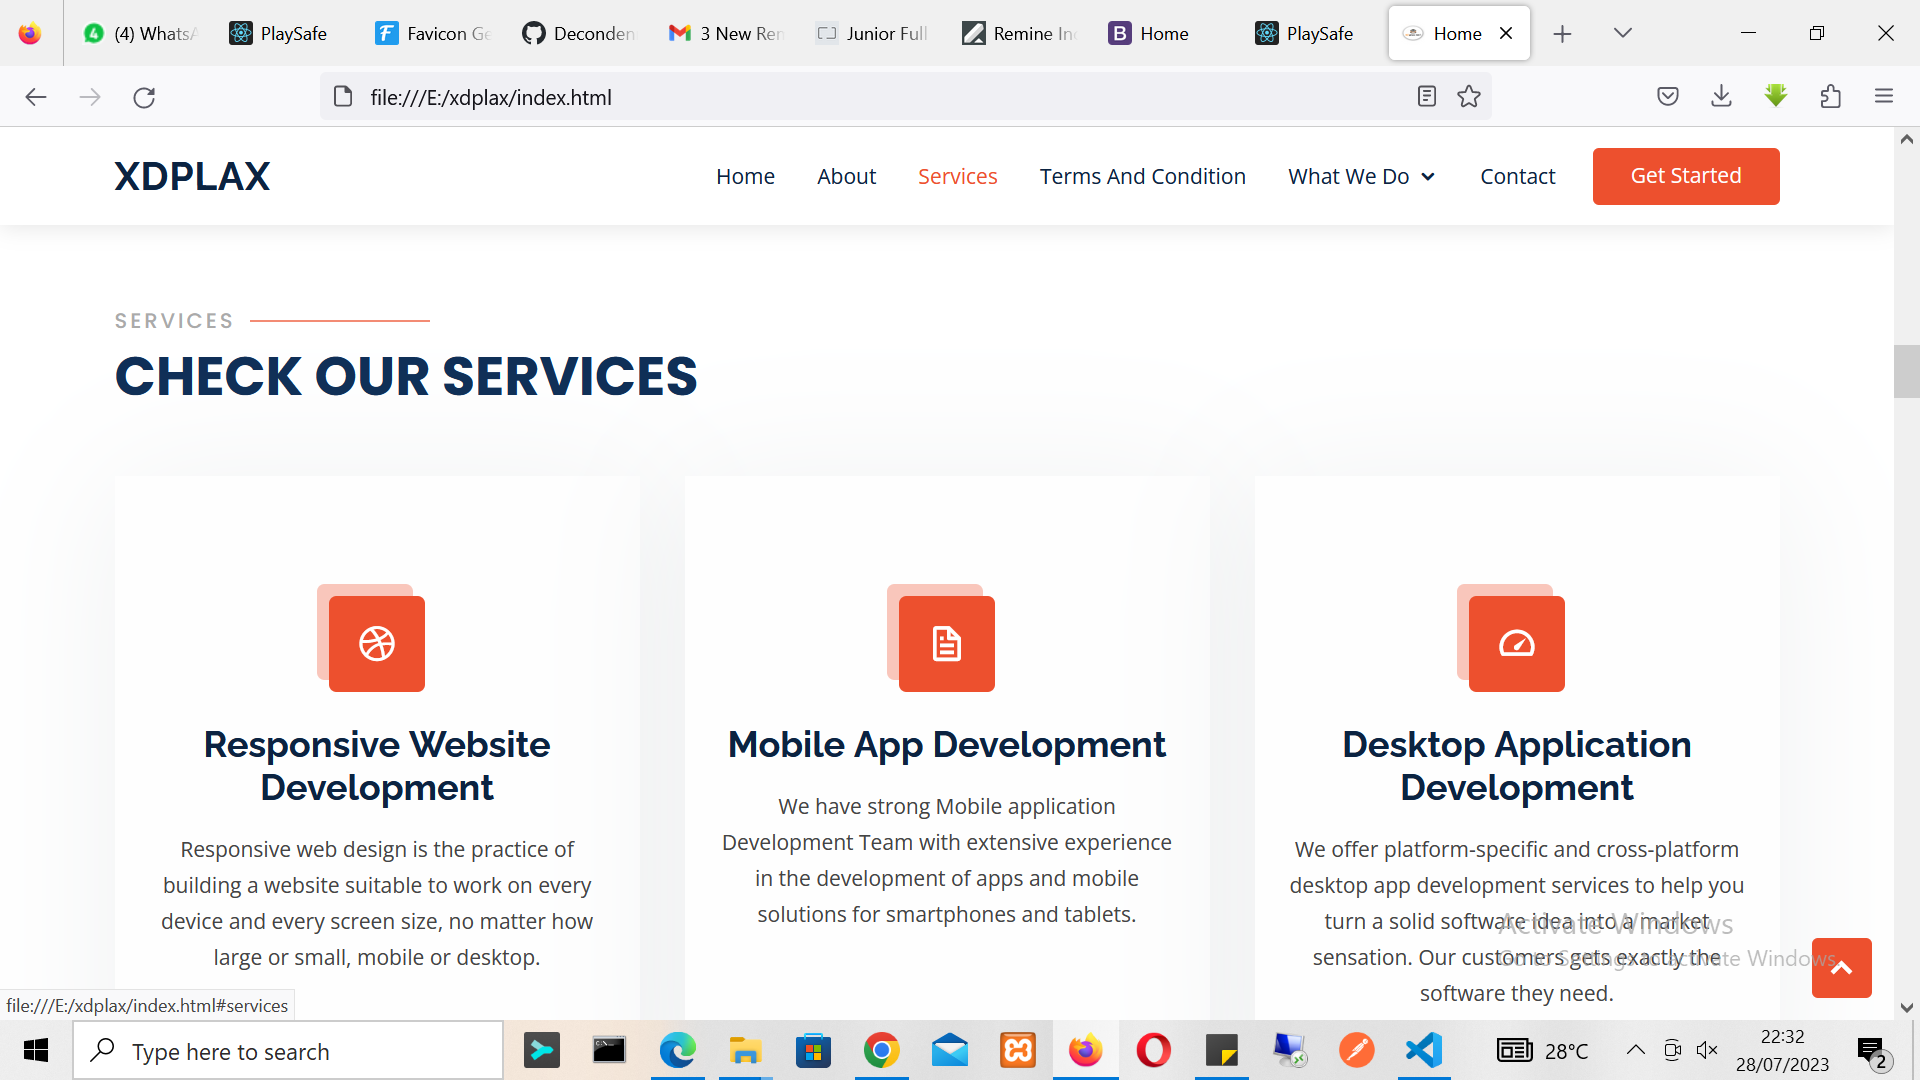 (4) WhatsA
PlaySafe
Favicon Ge
Deconden
3 New Ren
Junior Full
Remine In
Home
PlaySafe
Home
file:///E:/xdplax/index.html
XDPLAX
Home
About
Services
Terms And Condition
What We Do
Contact
Get Started
SERVICES
CHECK OUR SERVICES
Responsive Website
Development
Responsive web design is the practice of
building a website suitable to work on every
device and every screen size, no matter how
large or small, mobile or desktop.
Mobile App Development
We have strong Mobile application
Development Team with extensive experience
in the development of apps and mobile
solutions for smartphones and tablets.
Desktop Application
Development
We offer platform-specific and cross-platform
desktop app development services to help you
turn a solid software idea into a market
sensation. Our customers gets exactly the
software they need.
Activate Windows
Go to Settings to activate Windows.
file:///E:/xdplax/index.html#services
Type here to search
28°C
22:32
28/07/2023
2